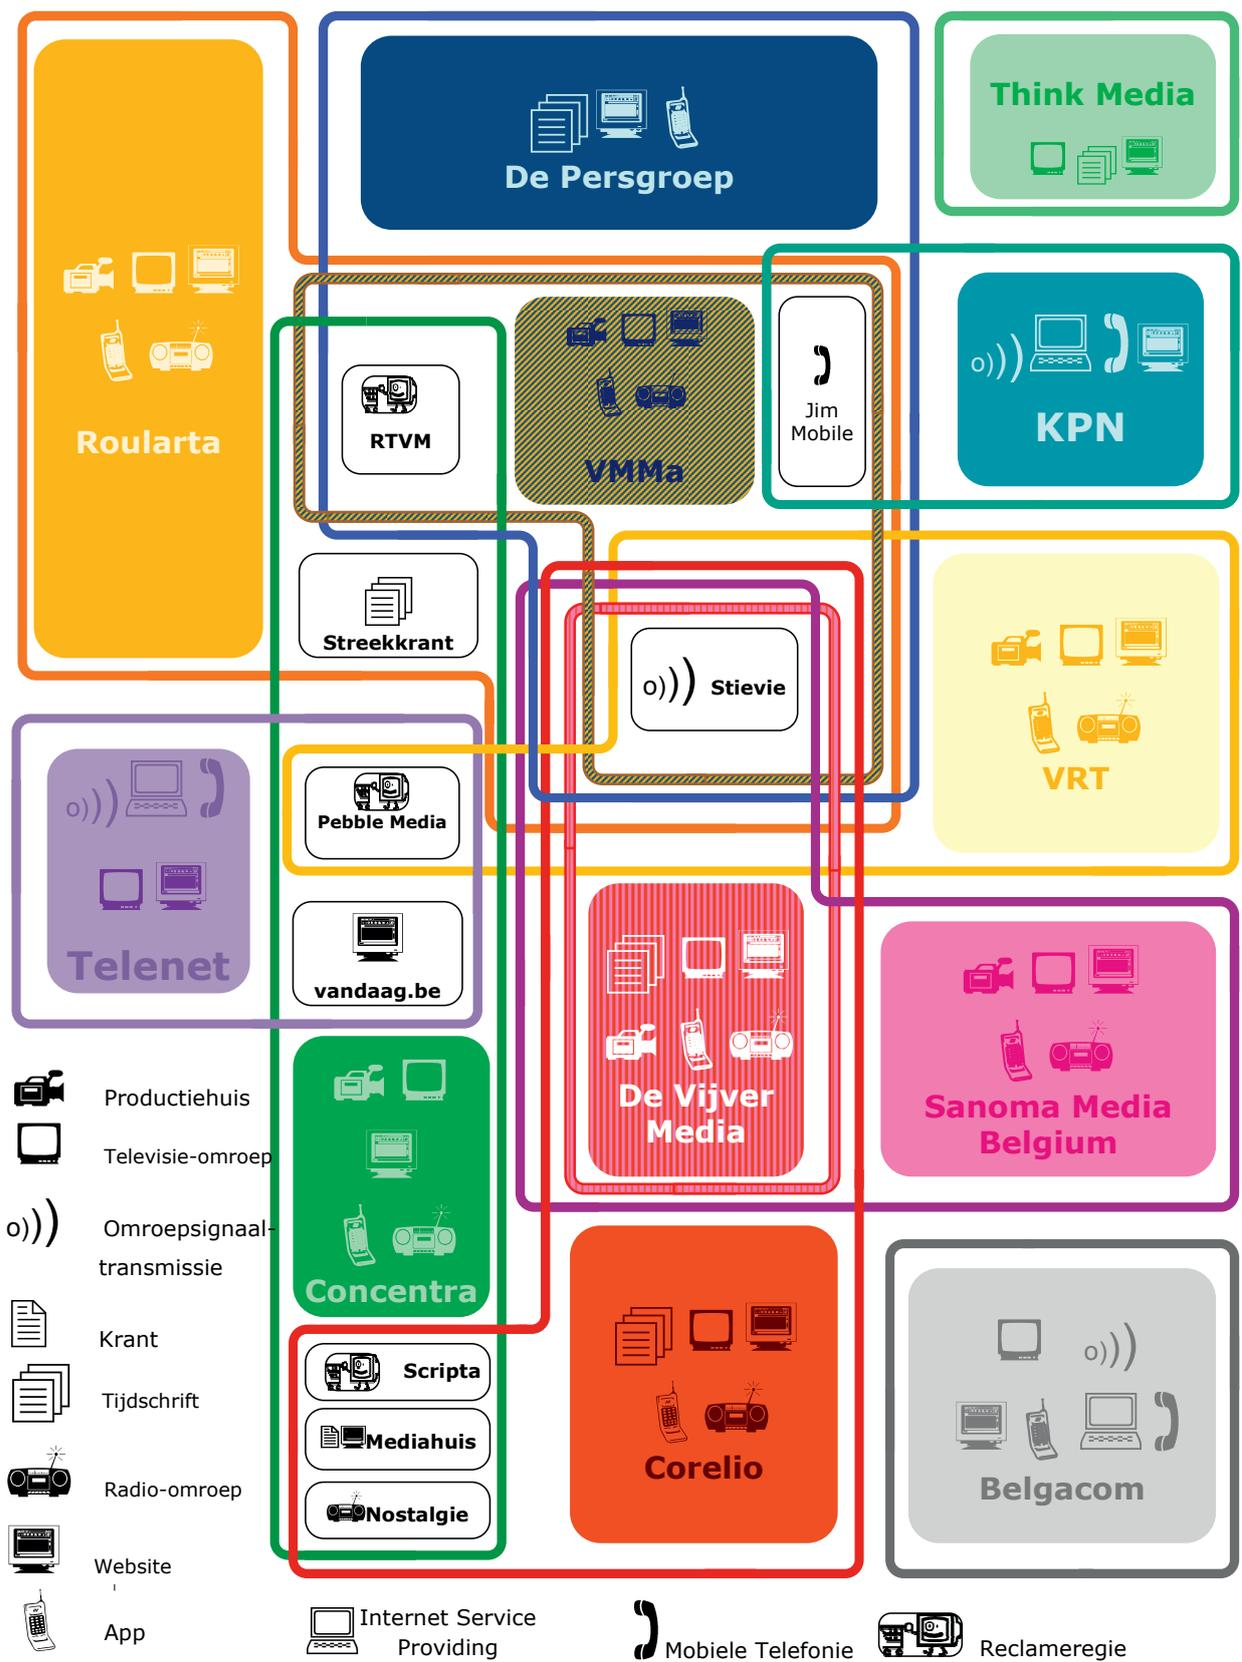 Think Media
De Persgroep
Roularta
RTVM
VMMa
Jim
Mobile
KPN
Streekkrant
o))) Stievie
VRT
Pebble Media
Telenet
vandaag.be
De Vijver
Media
Sanoma Media
Belgium
Concentra
Scripta
Mediahuis
Nostalgie
Corelio
Belgacom
Productiehuis
Televisie-omroep
o))) Omroepsignaal-
transmissie
Krant
Tijdschrift
Radio-omroep
Website
App
Internet Service
Providing
Mobiele Telefonie
Reclameregie